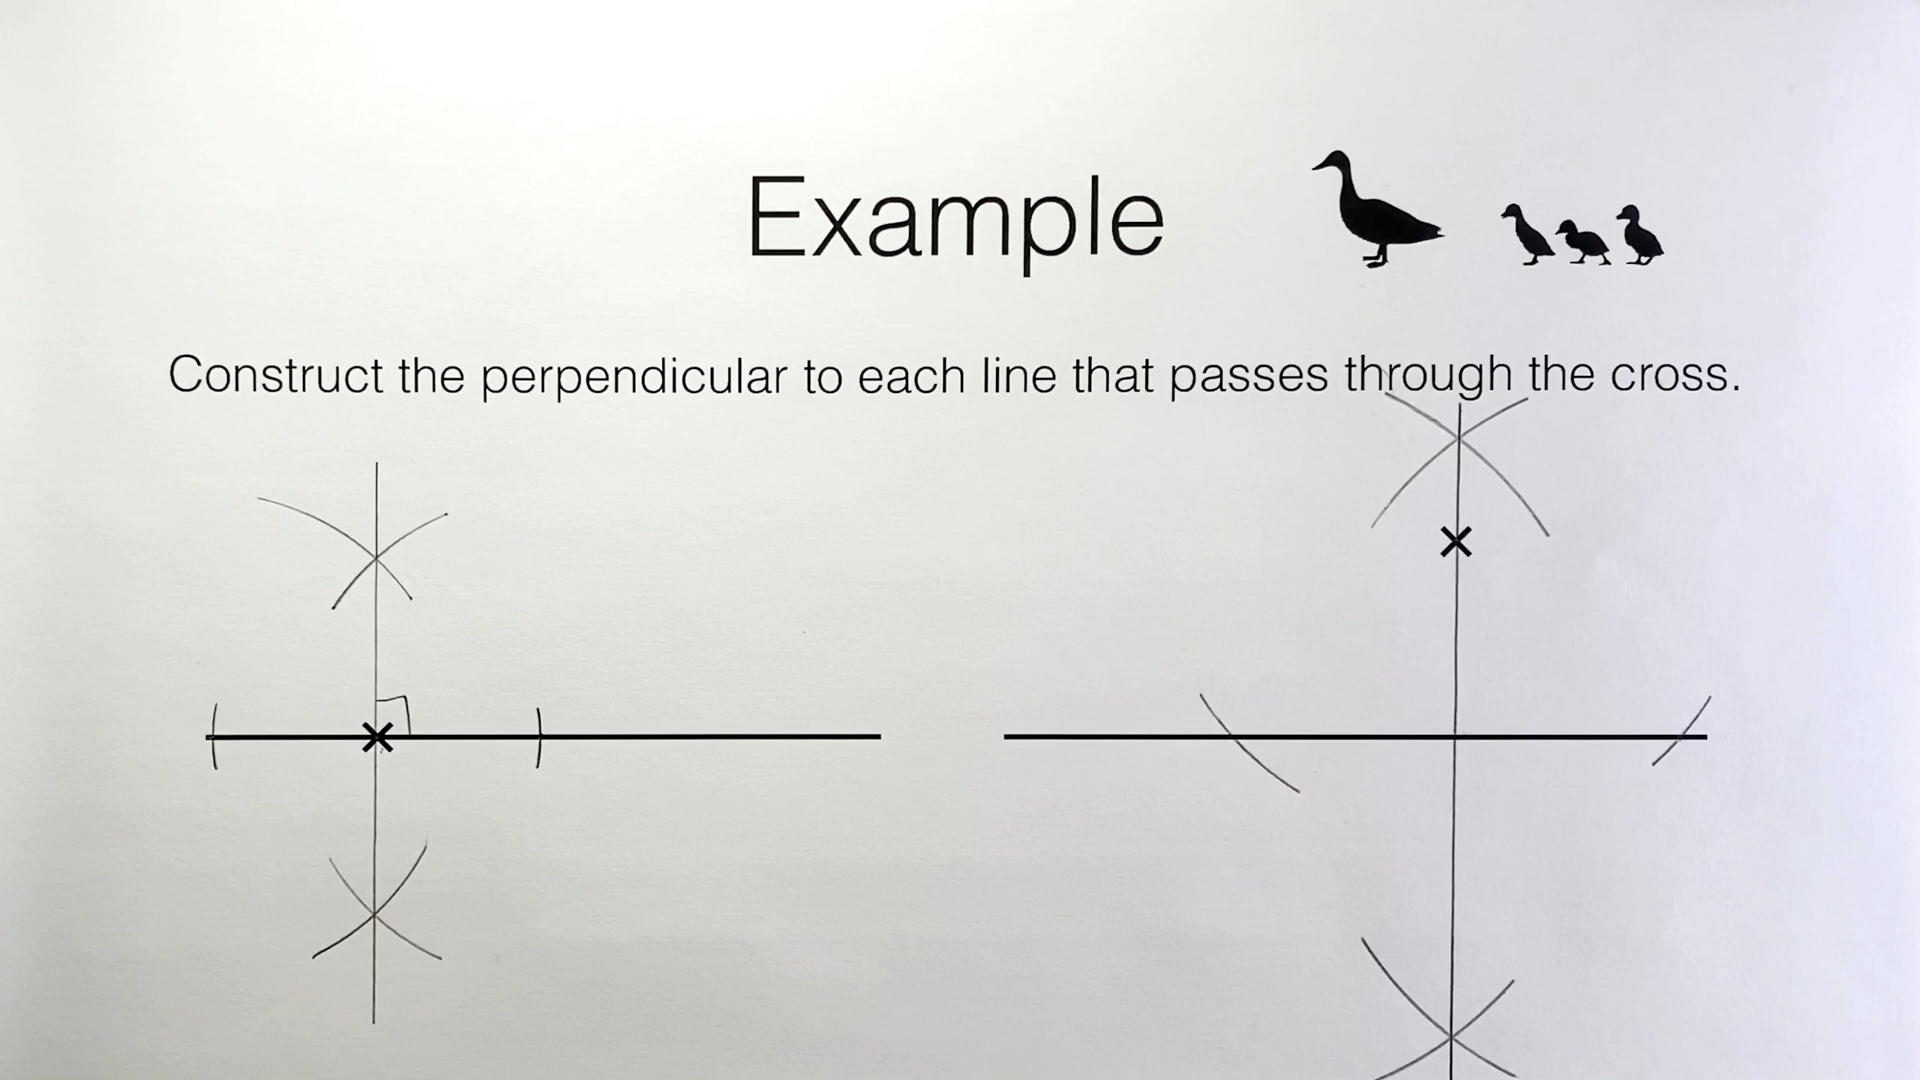 Example
Construct the perpendicular to each line that passes through the cross.